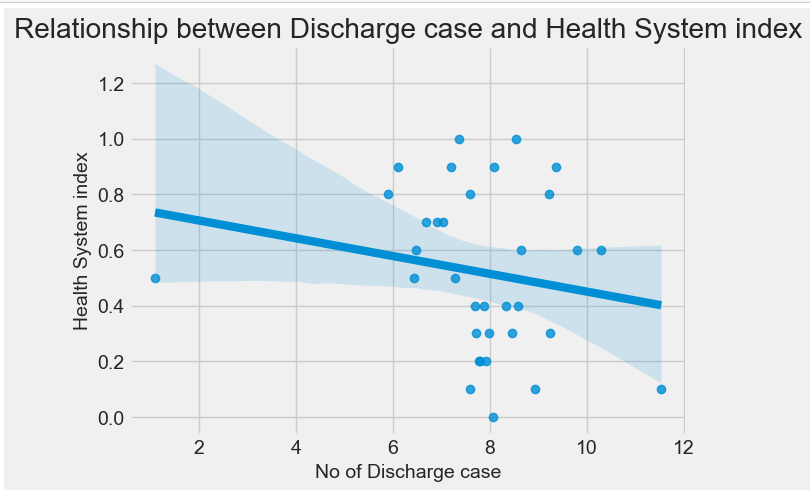 Relationship between Discharge case and Health System index
Health System index
1.2
1.0
0.8
0.6
0.4
0.2
0.0
2 4 6 8 10 12
No of Discharge case